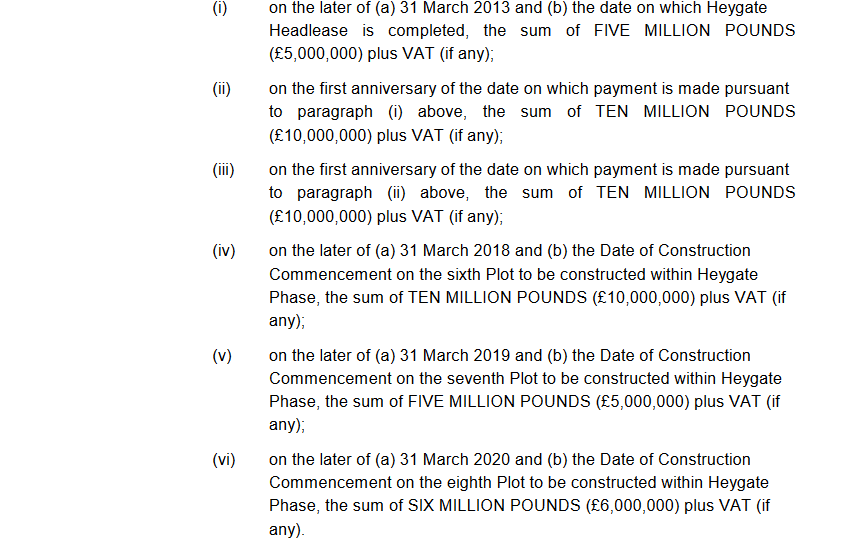 (i) on the later of (a) 31 March 2013 and (b) the date on which Heygate
Headlease is completed, the sum of FIVE MILLION POUNDS
(£5,000,000) plus VAT (if any);
(ii) on the first anniversary of the date on which payment is made pursuant
to paragraph (i) above, the sum of TEN MILLION POUNDS
(£10,000,000) plus VAT (if any);
(iii) on the first anniversary of the date on which payment is made pursuant
to paragraph (ii) above, the sum of TEN MILLION POUNDS
(£10,000,000) plus VAT (if any);
(iv) on the later of (a) 31 March 2018 and (b) the Date of Construction
Commencement on the sixth Plot to be constructed within Heygate
Phase, the sum of TEN MILLION POUNDS (£10,000,000) plus VAT (if
any);
(v) on the later of (a) 31 March 2019 and (b) the Date of Construction
Commencement on the seventh Plot to be constructed within Heygate
Phase, the sum of FIVE MILLION POUNDS (£5,000,000) plus VAT (if
any);
(vi) on the later of (a) 31 March 2020 and (b) the Date of Construction
Commencement on the eighth Plot to be constructed within Heygate
Phase, the sum of SIX MILLION POUNDS (£6,000,000) plus VAT (if
any).